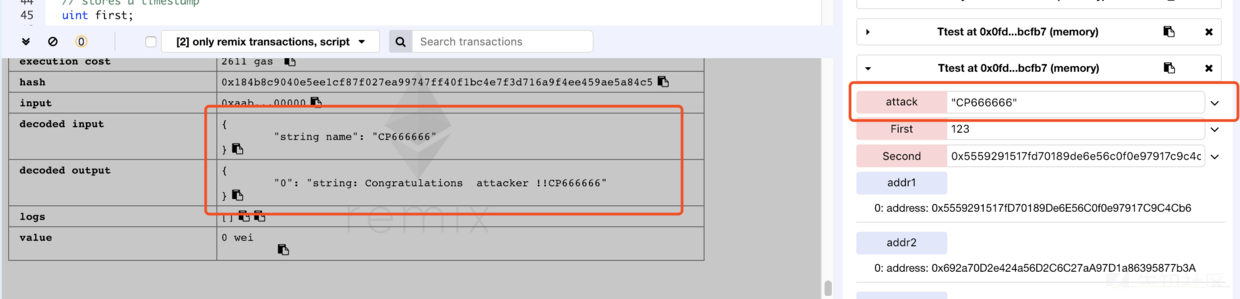 44
// stores a timestamp
45
uint first;
0
[2] only remix transactions, script
Search transactions
execution cost
2611 gas
hash
0x184b8c9040e5ee1cf87f027ea99747ff40f1bc4e7f3d716a9f4ee459ae5a84c5
input
0xaab...00000
decoded input
{
"string name": "CP666666"
}
decoded output
{
"0": "string: Congratulations attacker !!CP666666"
}
logs
[]
value
0 wei
remix
Ttest at 0x0fd...bcfb7 (memory)
Ttest at 0x0fd...bcfb7 (memory)
attack
"CP666666"
First
123
Second
0x5559291517fd70189de6e56c0f0e97917c9c4c
addr1
0: address: 0x5559291517fD70189De6E56C0f0e97917C9C4Cb6
addr2
0: address: 0x692a70D2e424a56D2C6C27aA97D1a86395877b3A